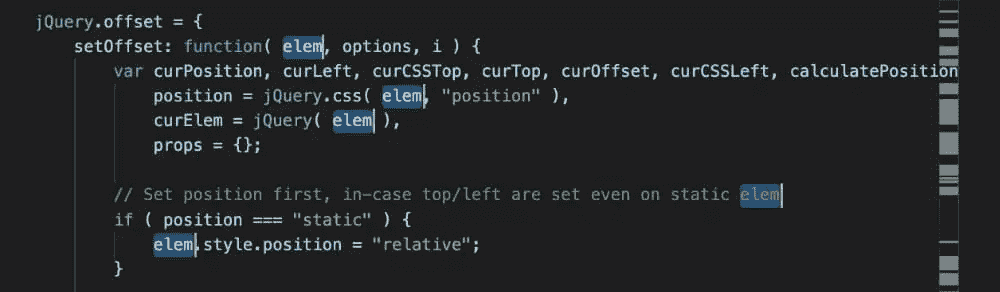 jQuery.offset = {
setOffset: function( elem, options, i ) {
var curPosition, curLeft, curCSSTop, curTop, curOffset, curCSSLeft, calculatePosition
position = jQuery.css( elem, "position" ),
curElem = jQuery( elem ),
props = {};
// Set position first, in-case top/left are set even on static elem
if ( position === "static" ) {
elem.style.position = "relative";
}